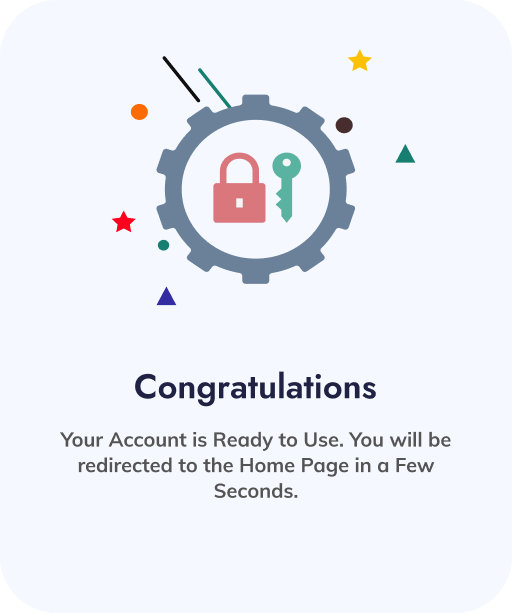 Congratulations
Your Account is Ready to Use. You will be
redirected to the Home Page in a Few
Seconds.